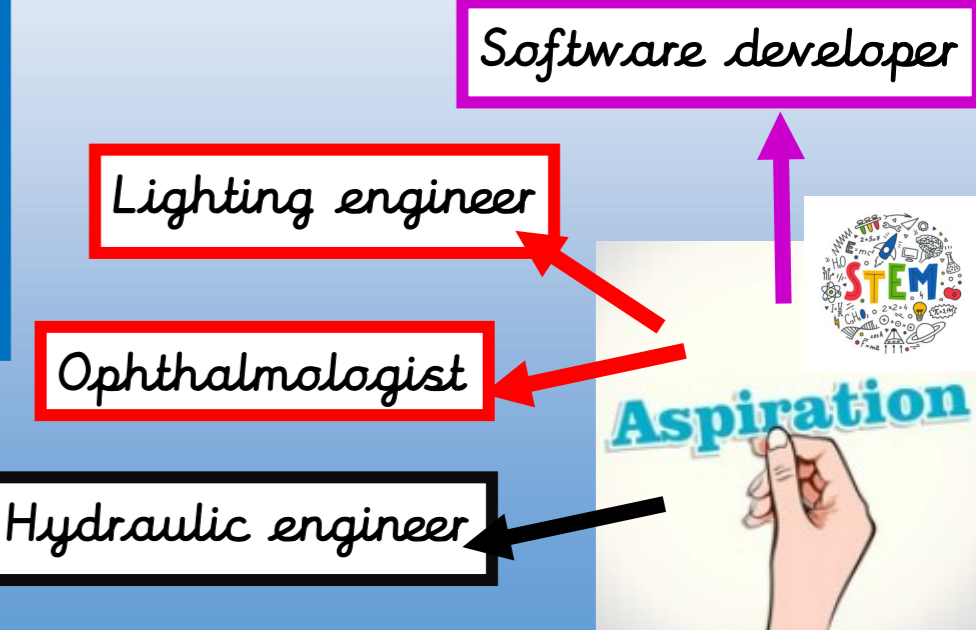 Software developer
Lighting engineer
STEM
Ophthalmologist
Aspiration
Hydraulic engineer